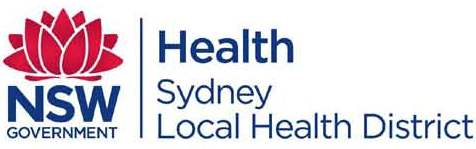 NSW
GOVERNMENT
Health
Sydney
Local Health District